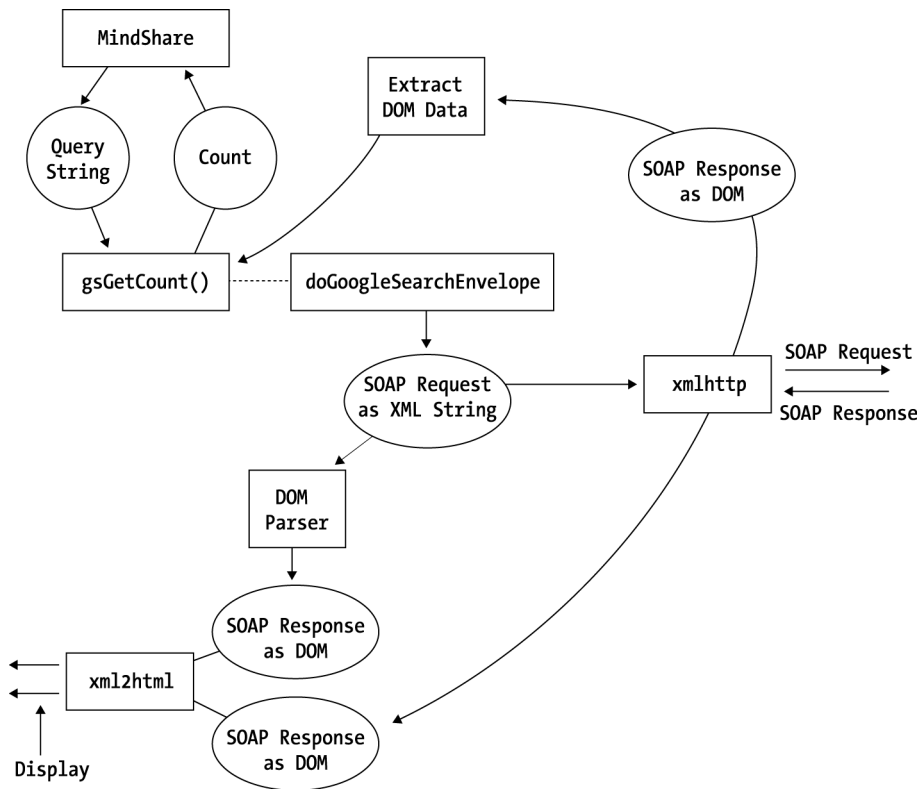 MindShare
Extract
DOM Data
Query
String
Count
SOAP Response
as DOM
gsGetCount()
doGoogleSearchEnvelope
SOAP Request
xmlhttp
SOAP Response
SOAP Request
as XML String
DOM
Parser
SOAP Response
as DOM
xml2html
SOAP Response
as DOM
Display